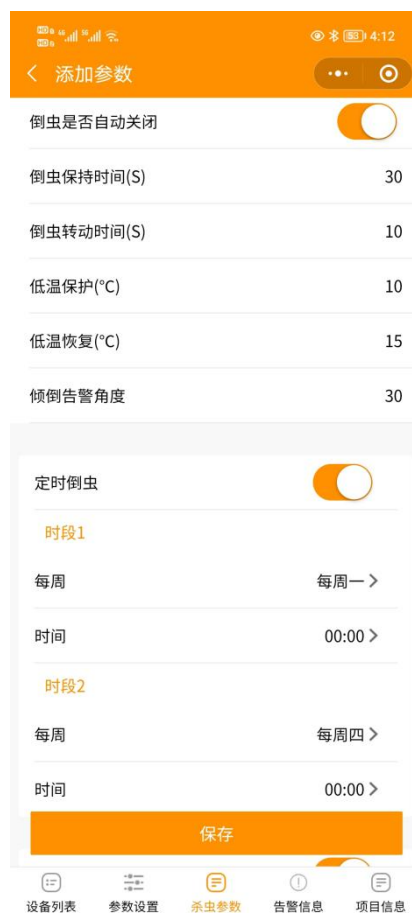 HD 56 5G 53 4:12
添加参数
倒虫是否自动关闭
倒虫保持时间(S) 30
倒虫转动时间(S) 10
低温保护(℃) 10
低温恢复(℃) 15
倾倒告警角度 30
定时倒虫
时段1
每周 每周一 >
时间 00:00 >
时段2
每周 每周四 >
时间 00:00 >
保存
设备列表 参数设置 杀虫参数 告警信息 项目信息